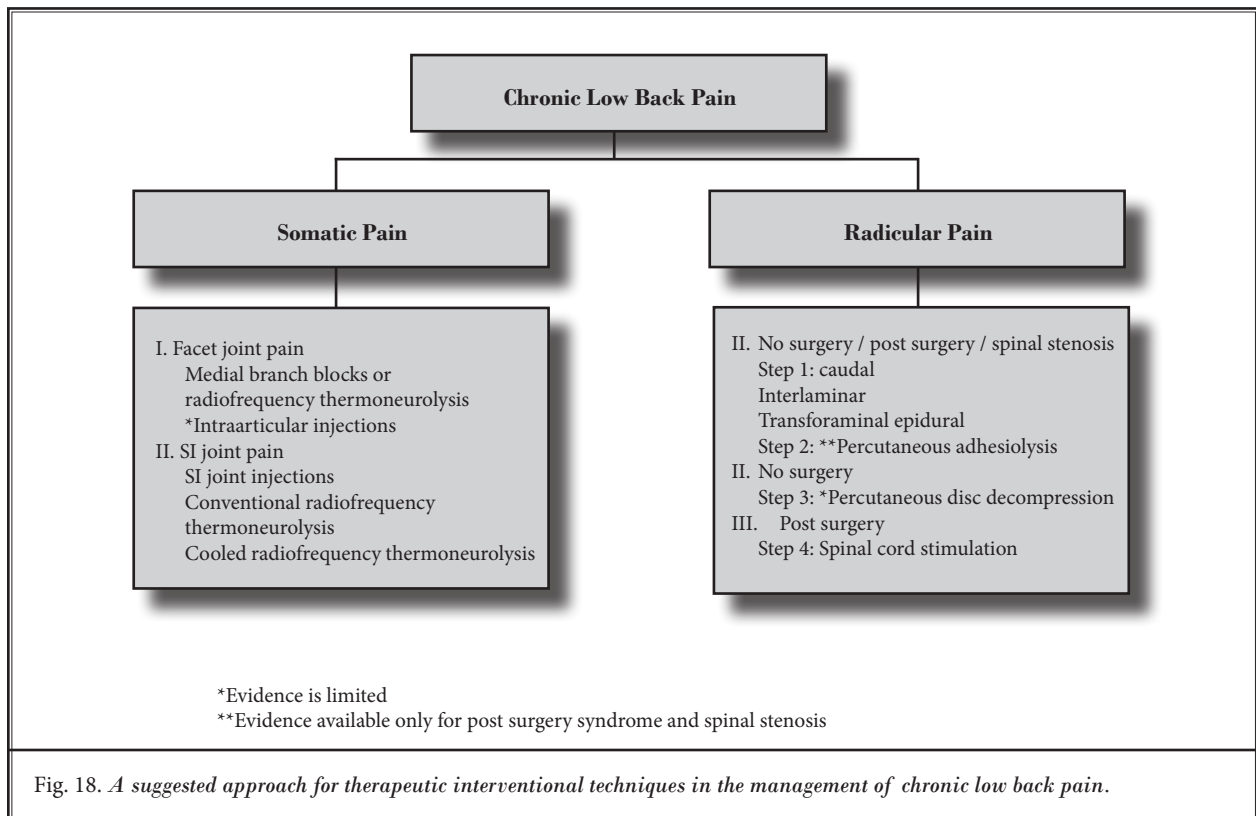 Chronic Low Back Pain
Somatic Pain
I. Facet joint pain
Medial branch blocks or
radiofrequency thermoneurolysis
*Intraarticular injections
II. SI joint pain
SI joint injections
Conventional radiofrequency
thermoneurolysis
Cooled radiofrequency thermoneurolysis
Radicular Pain
II. No surgery / post surgery / spinal stenosis
Step 1: caudal
Interlaminar
Transforaminal epidural
Step 2: **Percutaneous adhesiolysis
II. No surgery
Step 3: *Percutaneous disc decompression
III. Post surgery
Step 4: Spinal cord stimulation
*Evidence is limited
**Evidence available only for post surgery syndrome and spinal stenosis
Fig. 18. A suggested approach for therapeutic interventional techniques in the management of chronic low back pain.